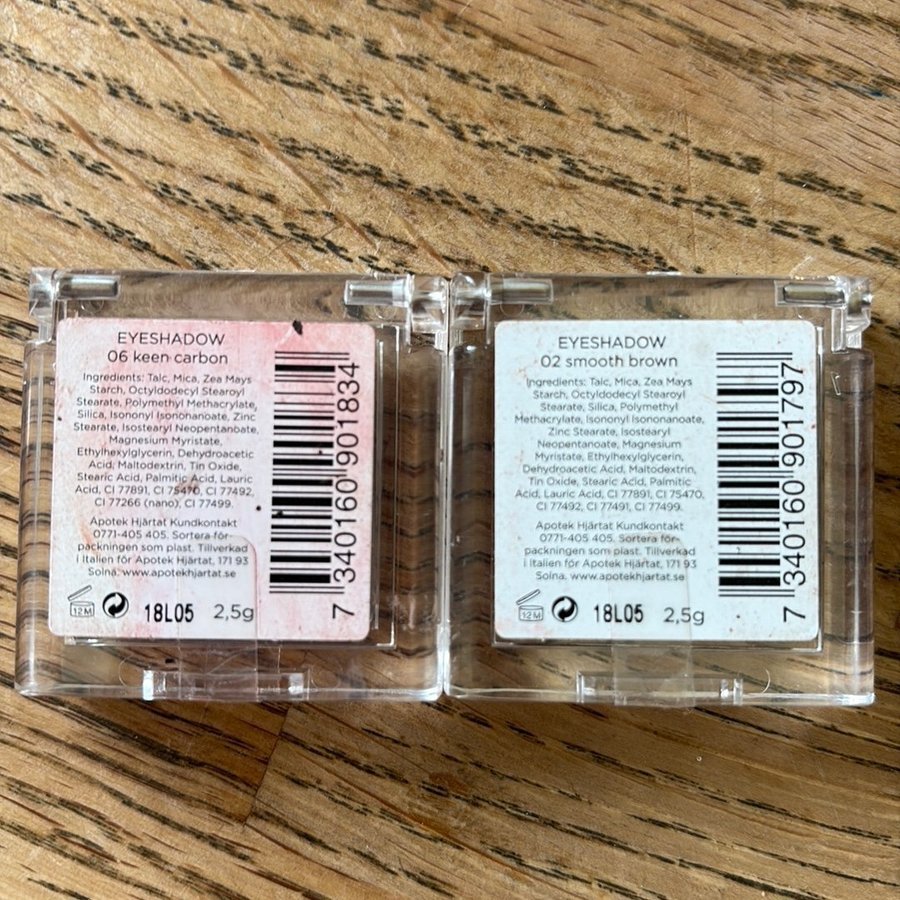 EYESHADOW
06 keen carbon
Ingredients: Talc, Mica, Zea Mays
Starch, Octyldodecyl Stearoyl
Stearate, Polymethyl Methacrylate,
Silica, Isononyl Isononanoate, Zinc
Stearate, Isostearyl Neopentanoate,
Magnesium Myristate,
Ethylhexylglycerin, Dehydroacetic
Acid, Maltodextrin, Tin Oxide,
Stearic Acid, Palmitic Acid, Lauric
Acid, CI 77891, CI 75470, CI 77492,
CI 77266 (nano), CI 77499.
Apotek Hjärtat Kundkontakt
0771-405 405. Sortera för-
packningen som plast. Tillverkad
i Italien för Apotek Hjärtat, 171 93
Solna. www.apotekhjartat.se
12M
18L05 2,5g
7 340160 901834
EYESHADOW
02 smooth brown
Ingredients: Talc, Mica, Zea Mays
Starch, Octyldodecyl Stearoyl
Stearate, Silica, Polymethyl
Methacrylate, Isononyl Isononanoate,
Zinc Stearate, Isostearyl
Neopentanoate, Magnesium
Myristate, Ethylhexylglycerin,
Dehydroacetic Acid, Maltodextrin,
Tin Oxide, Stearic Acid, Palmitic
Acid, Lauric Acid, CI 77891, CI 75470,
CI 77492, CI 77491, CI 77499.
Apotek Hjärtat Kundkontakt
0771-405 405. Sortera för-
packningen som plast. Tillverkad
i Italien för Apotek Hjärtat, 171 93
Solna. www.apotekhjartat.se
12M
18L05 2,5g
7 340160 901797